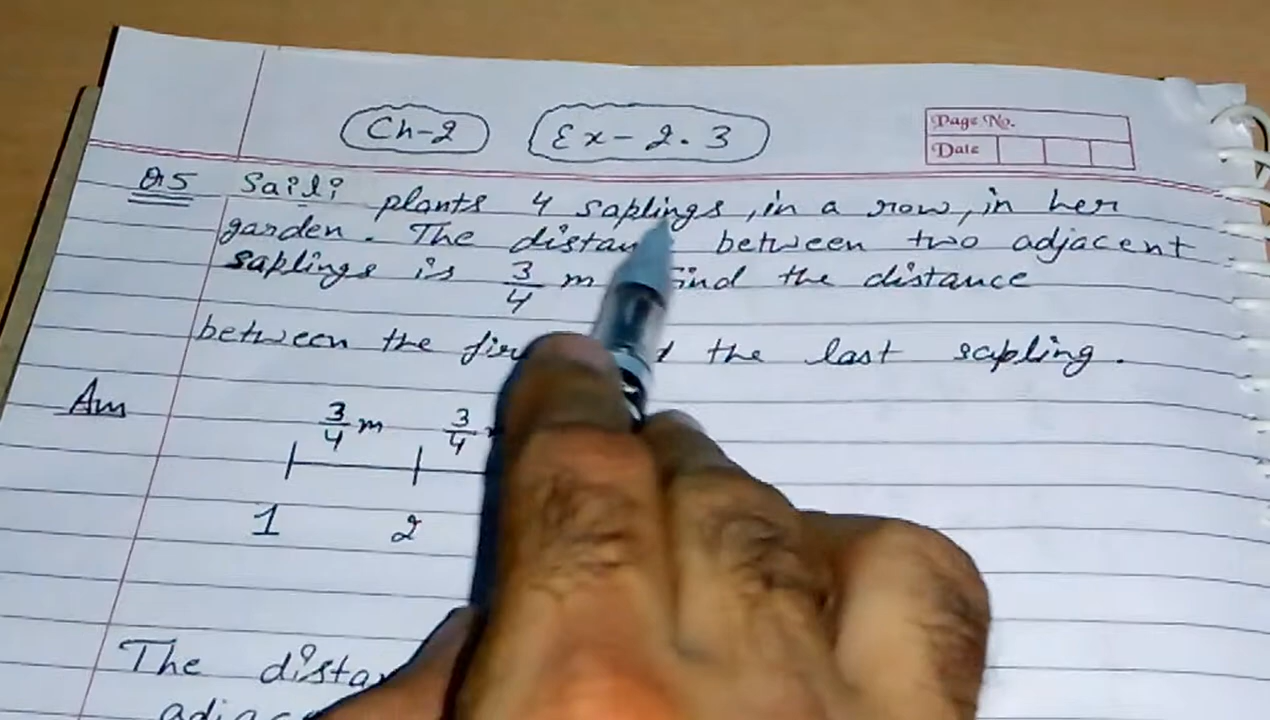 Ch-2 Ex-2.3
Page No.
Date
Q5 Saili plants 4 saplings, in a row, in her
garden. The distan between two adjacent
saplings is 3/4 m ind the distance
between the fir the last sapling.
Ans
3/4 m 3/4
1 2
The dista
adjac